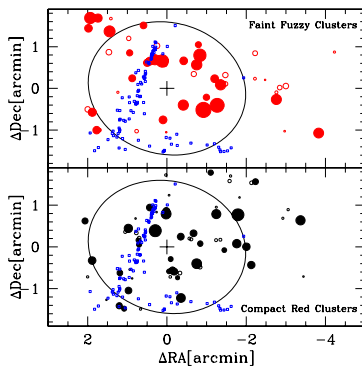 Faint Fuzzy Clusters
1
0
1
ΔDec[arcmin]
Compact Red Clusters
1
0
1
ΔDec[arcmin]
2 0 −2 −4
ΔRA[arcmin]